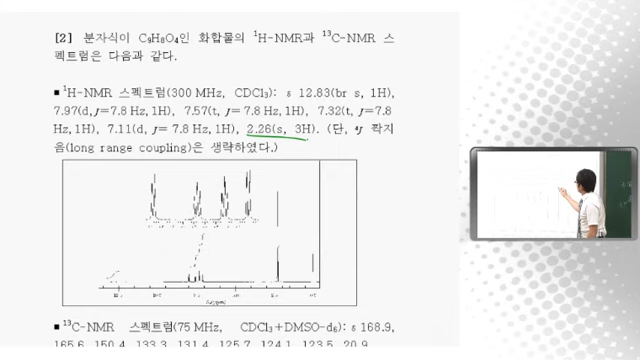 [2] 분자식이 C₉H₈O₄인 화합물의 ¹H-NMR과 ¹³C-NMR 스
펙트럼은 다음과 같다.
■ ¹H-NMR 스펙트럼(300 MHz, CDCl₃): δ 12.83(br s, 1H),
7.97(d, J=7.8 Hz, 1H), 7.57(t, J=7.8 Hz, 1H), 7.32(t, J=7.8
Hz, 1H), 7.11(d, J= 7.8 Hz, 1H), 2.26(s, 3H). (단, ⁴J 짝지
음(long range coupling)은 생략하였다.)
■ ¹³C-NMR 스펙트럼(75 MHz, CDCl₃+DMSO-d₆): δ 168.9,
165.6, 150.4, 133.3, 131.4, 125.7, 124.1, 123.5, 20.9